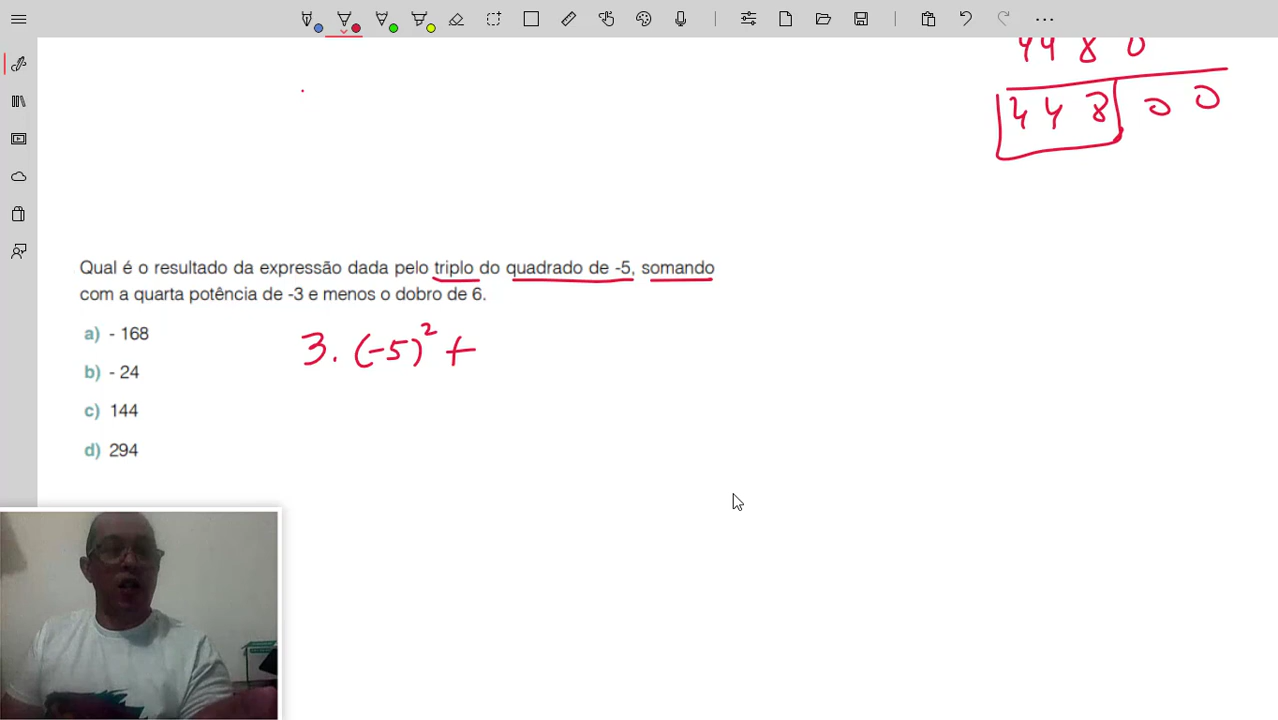 44 8 0
448 00
Qual é o resultado da expressão dada pelo triplo do quadrado de -5, somando
com a quarta potência de -3 e menos o dobro de 6.
a) - 168
3. (-5)² +
b) - 24
c) 144
d) 294